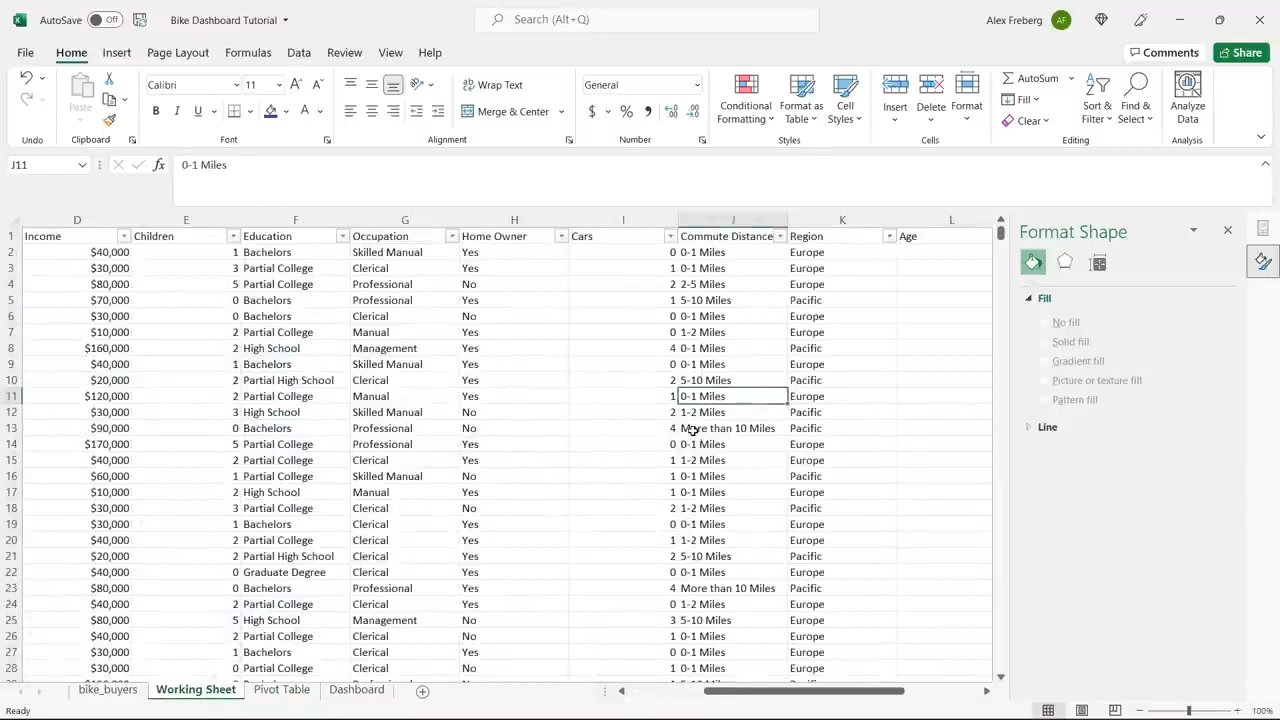 AutoSave Off Bike Dashboard Tutorial Search (Alt+Q) Alex Freberg AF
File Home Insert Page Layout Formulas Data Review View Help Comments Share
Calibri 11 A A Wrap Text General AutoSum
Paste B I U A Merge & Center $ % Conditional Formatting Format as Table Cell Styles Insert Delete Format Fill Clear Sort & Filter Find & Select Analyze Data
Undo Clipboard Font Alignment Number Styles Cells Editing Analysis
J11 fx 0-1 Miles
D E F G H I J K L
1 Income Children Education Occupation Home Owner Cars Commute Distance Region Age
2 $40,000 1 Bachelors Skilled Manual Yes 0 0-1 Miles Europe
3 $30,000 3 Partial College Clerical Yes 1 0-1 Miles Europe
4 $80,000 5 Partial College Professional No 2 2-5 Miles Europe
5 $70,000 0 Bachelors Professional Yes 1 5-10 Miles Pacific
6 $30,000 0 Bachelors Clerical No 0 0-1 Miles Europe
7 $10,000 2 Partial College Manual Yes 0 1-2 Miles Europe
8 $160,000 2 High School Management Yes 4 0-1 Miles Pacific
9 $40,000 1 Bachelors Skilled Manual Yes 0 0-1 Miles Europe
10 $20,000 2 Partial High School Clerical Yes 2 5-10 Miles Pacific
11 $120,000 2 Partial College Manual Yes 1 0-1 Miles Europe
12 $30,000 3 High School Skilled Manual No 2 1-2 Miles Pacific
13 $90,000 0 Bachelors Professional No 4 More than 10 Miles Pacific
14 $170,000 5 Partial College Professional Yes 0 0-1 Miles Europe
15 $40,000 2 Partial College Clerical Yes 1 1-2 Miles Europe
16 $60,000 1 Partial College Skilled Manual No 1 0-1 Miles Europe
17 $10,000 2 High School Manual Yes 1 0-1 Miles Europe
18 $30,000 3 Partial College Clerical No 2 1-2 Miles Pacific
19 $30,000 1 Bachelors Clerical Yes 0 0-1 Miles Europe
20 $40,000 2 Partial College Clerical Yes 1 1-2 Miles Europe
21 $20,000 2 Partial High School Clerical Yes 2 5-10 Miles Pacific
22 $40,000 0 Graduate Degree Clerical Yes 0 0-1 Miles Europe
23 $80,000 0 Bachelors Professional Yes 4 More than 10 Miles Pacific
24 $40,000 2 Partial College Clerical Yes 0 1-2 Miles Europe
25 $80,000 5 High School Management Yes 3 5-10 Miles Europe
26 $40,000 2 Partial College Clerical No 1 0-1 Miles Europe
27 $30,000 1 Bachelors Clerical No 0 0-1 Miles Europe
28 $30,000 0 Partial College Clerical No 1 0-1 Miles Europe
Format Shape
Fill
No fill
Solid fill
Gradient fill
Picture or texture fill
Pattern fill
Line
bike_buyers Working Sheet Pivot Table Dashboard
Ready 100%